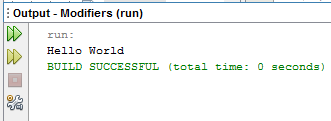 Output - Modifiers (run)
run:
Hello World
BUILD SUCCESSFUL (total time: 0 seconds)